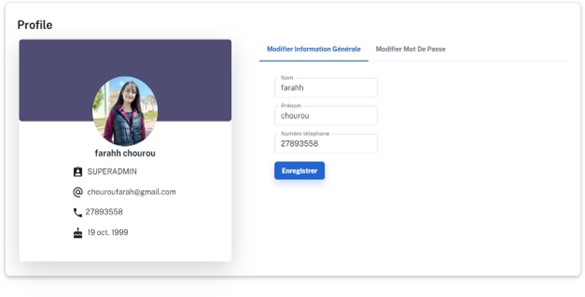 Profile
farahh chourou
SUPERADMIN
chouroufarah@gmail.com
27893558
19 oct. 1999
Modifier Information Générale
Modifier Mot De Passe
Nom
farahh
Prénom
chourou
Numéro télephone
27893558
Enregistrer